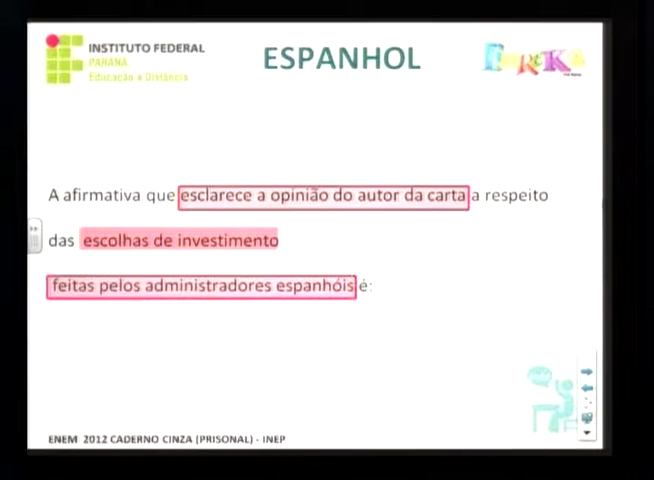 INSTITUTO FEDERAL
PARANÁ
Educação a Distância
ESPANHOL
EUREKA
A afirmativa que esclarece a opinião do autor da carta a respeito
das escolhas de investimento
feitas pelos administradores espanhóis é:
ENEM 2012 CADERNO CINZA (PRISONAL) - INEP